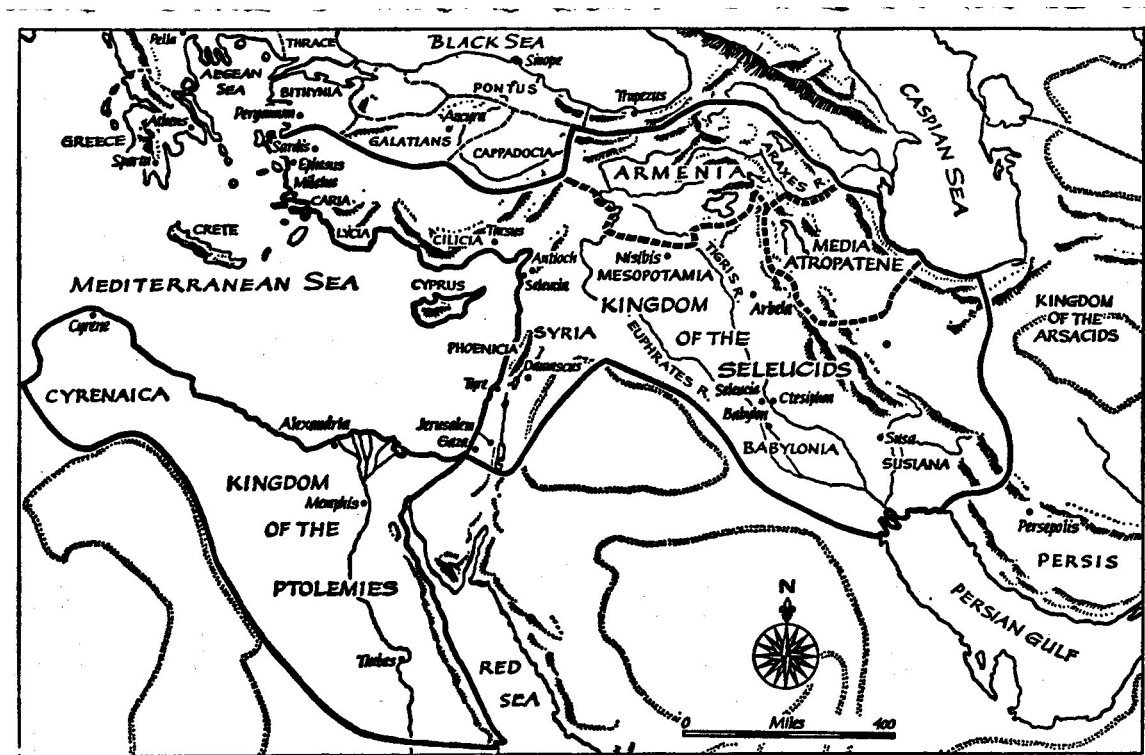 Pella
THRACE
BLACK SEA
Sinope
AEGEAN
SEA
BITHYNIA
PONTUS
Trapezus
CASPIAN SEA
Pergamum
Ancyra
GALATIANS
CAPPADOCIA
GREECE
Athens
Sparta
Sardis
Ephesus
Miletus
CARIA
ARMENIA
ARAXES R.
CRETE
LYCIA
CILICIA
Tarsus
Antioch
Seleucia
Nisibis
MESOPOTAMIA
TIGRIS R.
MEDIA
ATROPATENE
MEDITERRANEAN SEA
CYPRUS
KINGDOM
OF THE
SELEUCIDS
Arbela
KINGDOM
OF THE
ARSACIDS
Cyrene
CYRENAICA
PHOENICIA
SYRIA
EUPHRATES R.
Tyre
Damascus
Seleucia
Ctesiphon
Babylon
BABYLONIA
Susa
SUSIANA
Alexandria
Jerusalem
Gaza
KINGDOM
OF THE
PTOLEMIES
Memphis
Persepolis
PERSIS
PERSIAN GULF
N
Thebes
RED
SEA
0 Miles 400